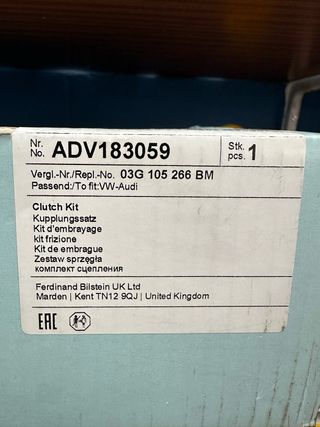 Nr. No. ADV183059 Stk. pcs. 1
Vergl.-Nr./Repl.-No. 03G 105 266 BM
Passend:/To fit:VW-Audi
Clutch Kit
Kupplungssatz
Kit d'embrayage
kit frizione
Kit de embrague
Zestaw sprzęgła
комплект сцепления
Ferdinand Bilstein UK Ltd
Marden | Kent TN12 9QJ | United Kingdom
EAC